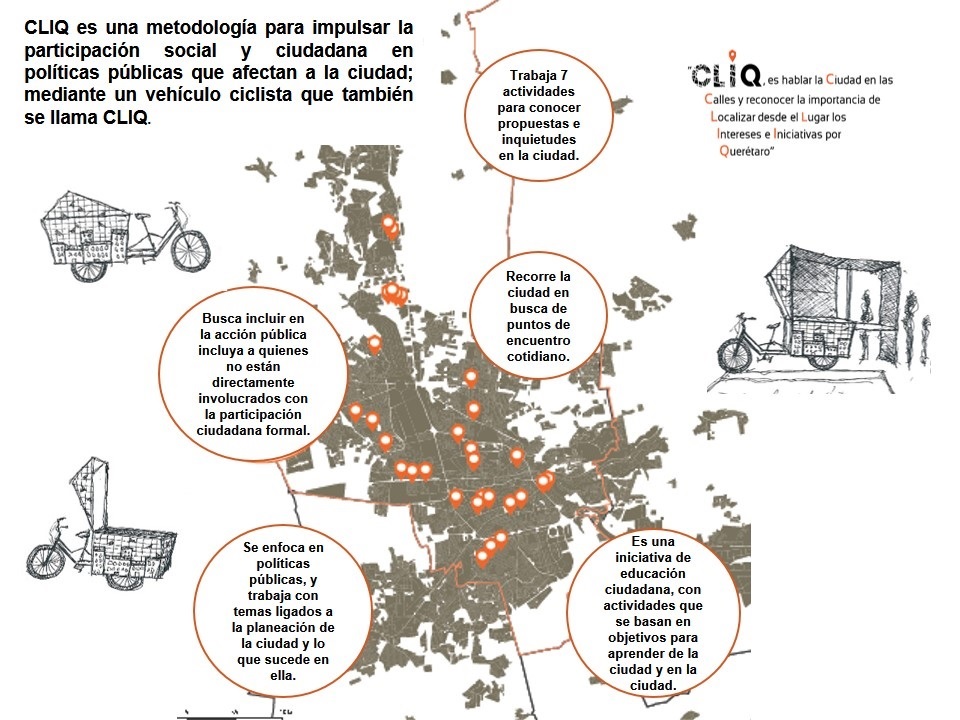 CLIQ es una metodología para impulsar la
participación social y ciudadana en
políticas públicas que afectan a la ciudad;
mediante un vehículo ciclista que también
se llama CLIQ.
"CLIQ, es hablar la Ciudad en las
Calles y reconocer la importancia de
Localizar desde el Lugar los
Intereses e Iniciativas por
Querétaro"
Trabaja 7
actividades
para conocer
propuestas e
inquietudes
en la ciudad.
Recorre la
ciudad en
busca de
puntos de
encuentro
cotidiano.
Busca incluir en
la acción pública
incluya a quienes
no están
directamente
involucrados con
la participación
ciudadana formal.
Se enfoca en
políticas
públicas, y
trabaja con
temas ligados a
la planeación de
la ciudad y lo
que sucede en
ella.
Es una
iniciativa de
educación
ciudadana, con
actividades que
se basan en
objetivos para
aprender de la
ciudad y en la
ciudad.